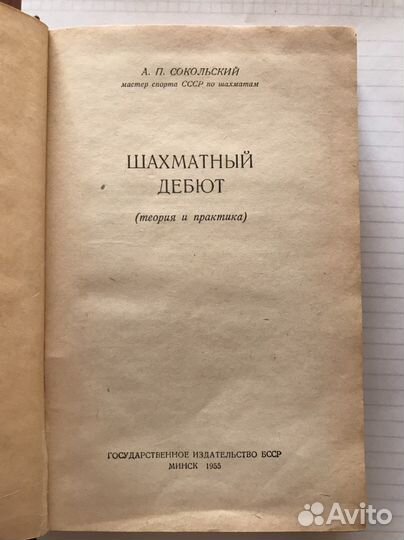 А. П. СОКОЛЬСКИЙ
мастер спорта СССР по шахматам
ШАХМАТНЫЙ
ДЕБЮТ
(теория и практика)
ГОСУДАРСТВЕННОЕ ИЗДАТЕЛЬСТВО БССР
МИНСК 1955
Avito